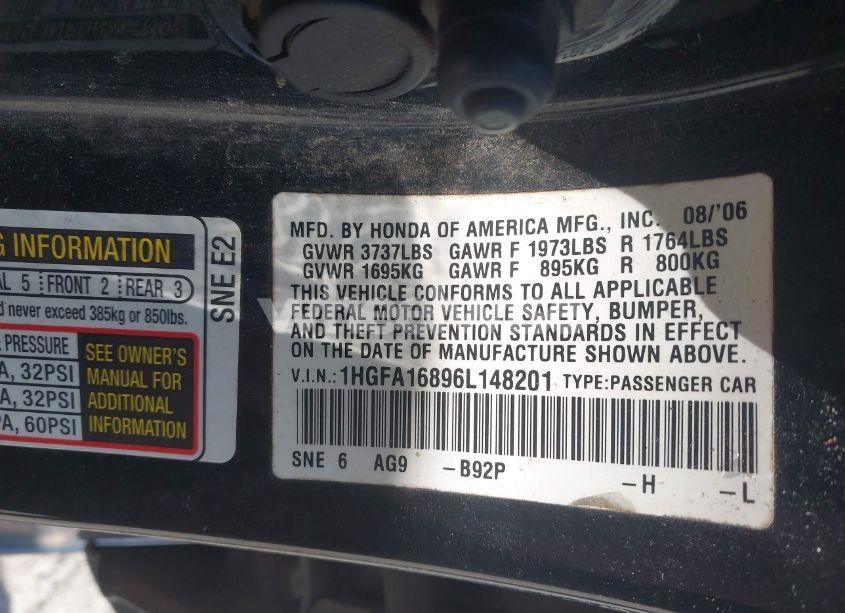 G INFORMATION
AL 5 FRONT 2 REAR 3
d never exceed 385kg or 850lbs.
PRESSURE
A, 32PSI
A, 32PSI
PA, 60PSI
SEE OWNER'S
MANUAL FOR
ADDITIONAL
INFORMATION
SNE E2
MFD. BY HONDA OF AMERICA MFG., INC. 08/'06
GVWR 3737LBS GAWR F 1973LBS R 1764LBS
GVWR 1695KG GAWR F 895KG R 800KG
THIS VEHICLE CONFORMS TO ALL APPLICABLE
FEDERAL MOTOR VEHICLE SAFETY, BUMPER,
AND THEFT PREVENTION STANDARDS IN EFFECT
ON THE DATE OF MANUFACTURE SHOWN ABOVE.
V.I.N.: 1HGFA16896L148201 TYPE:PASSENGER CAR
SNE 6 AG9 -B92P
-H -L